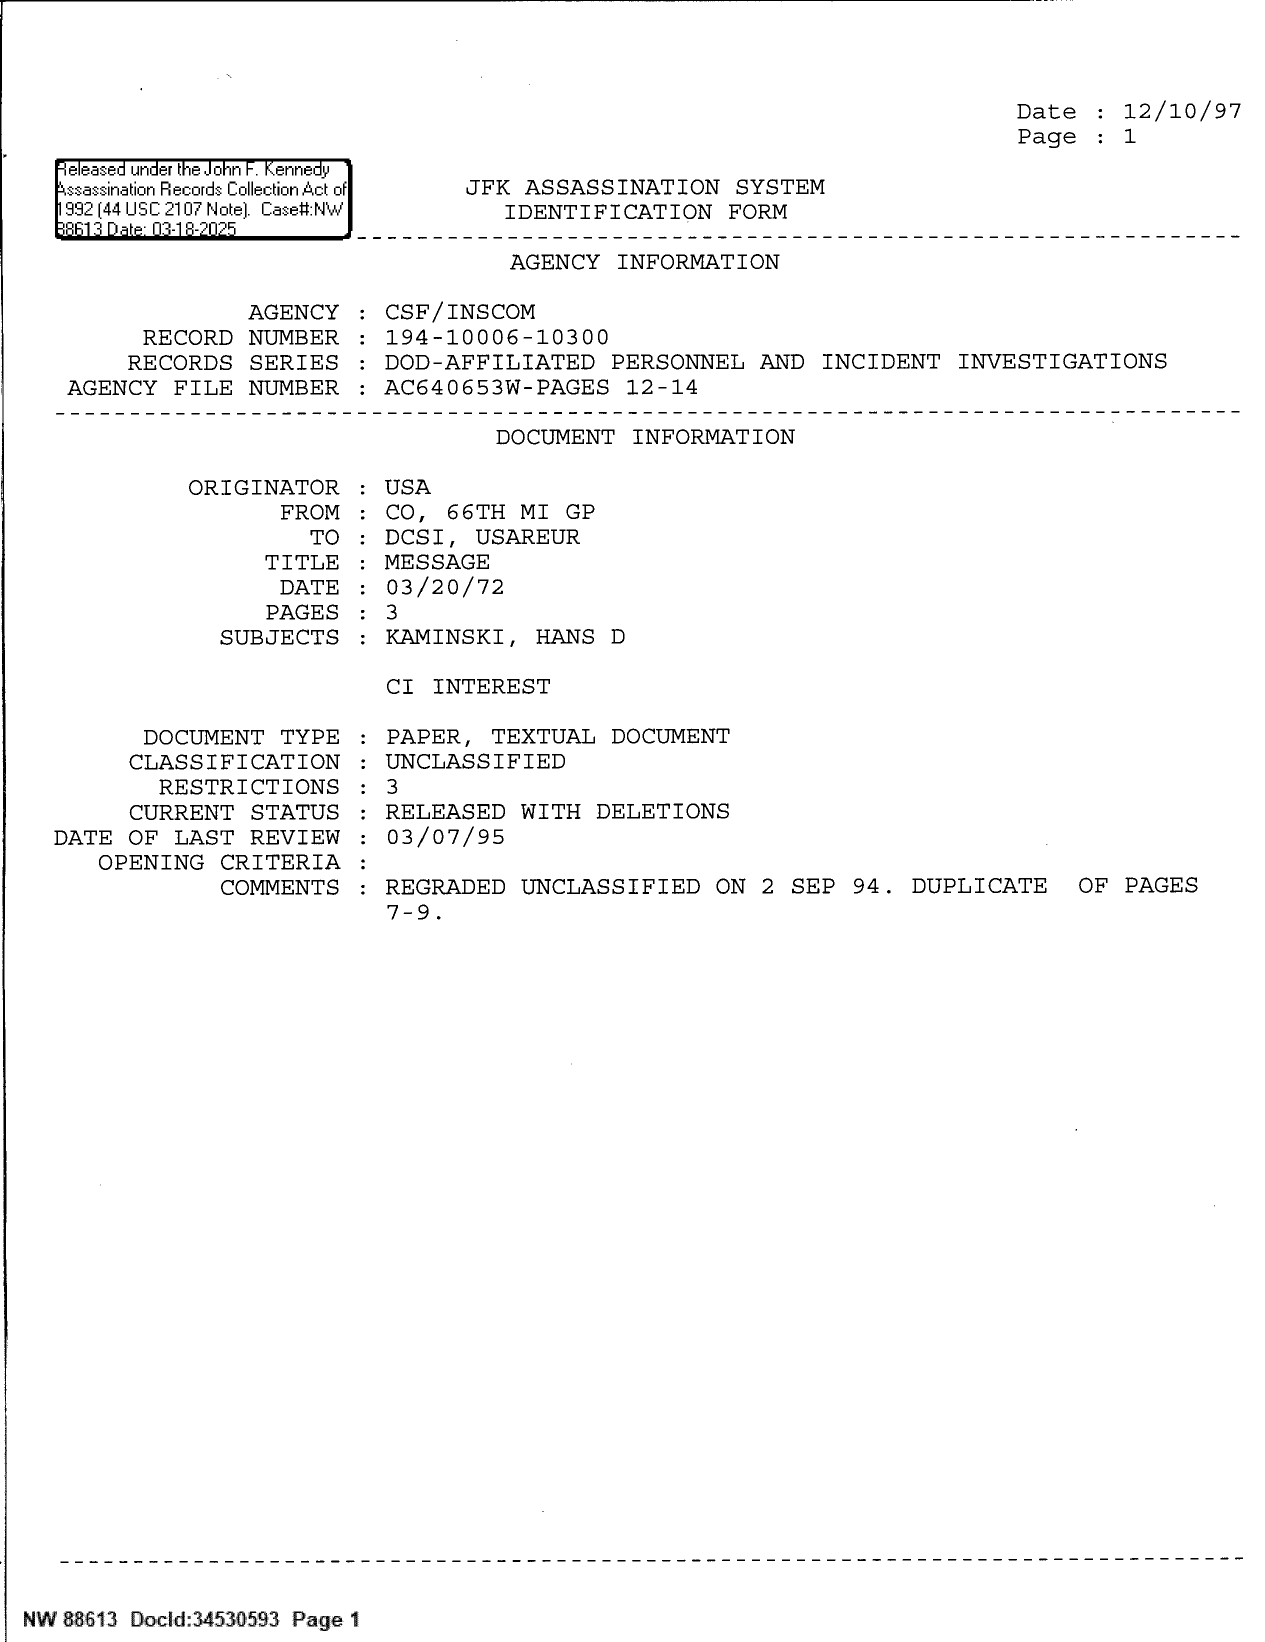 Date : 12/10/97
Page : 1
Released under the John F. Kennedy
Assassination Records Collection Act of
1992 (44 USC 2107 Note). Case#:NW
88613 Date: 03-18-2025
JFK ASSASSINATION SYSTEM
IDENTIFICATION FORM
AGENCY INFORMATION
AGENCY : CSF/INSCOM
RECORD NUMBER : 194-10006-10300
RECORDS SERIES : DOD-AFFILIATED PERSONNEL AND INCIDENT INVESTIGATIONS
AGENCY FILE NUMBER : AC640653W-PAGES 12-14
DOCUMENT INFORMATION
ORIGINATOR : USA
FROM : CO, 66TH MI GP
TO : DCSI, USAREUR
TITLE : MESSAGE
DATE : 03/20/72
PAGES : 3
SUBJECTS : KAMINSKI, HANS D
CI INTEREST
DOCUMENT TYPE : PAPER, TEXTUAL DOCUMENT
CLASSIFICATION : UNCLASSIFIED
RESTRICTIONS : 3
CURRENT STATUS : RELEASED WITH DELETIONS
DATE OF LAST REVIEW : 03/07/95
OPENING CRITERIA :
COMMENTS : REGRADED UNCLASSIFIED ON 2 SEP 94. DUPLICATE OF PAGES
7-9.
NW 88613 DocId:34530593 Page 1